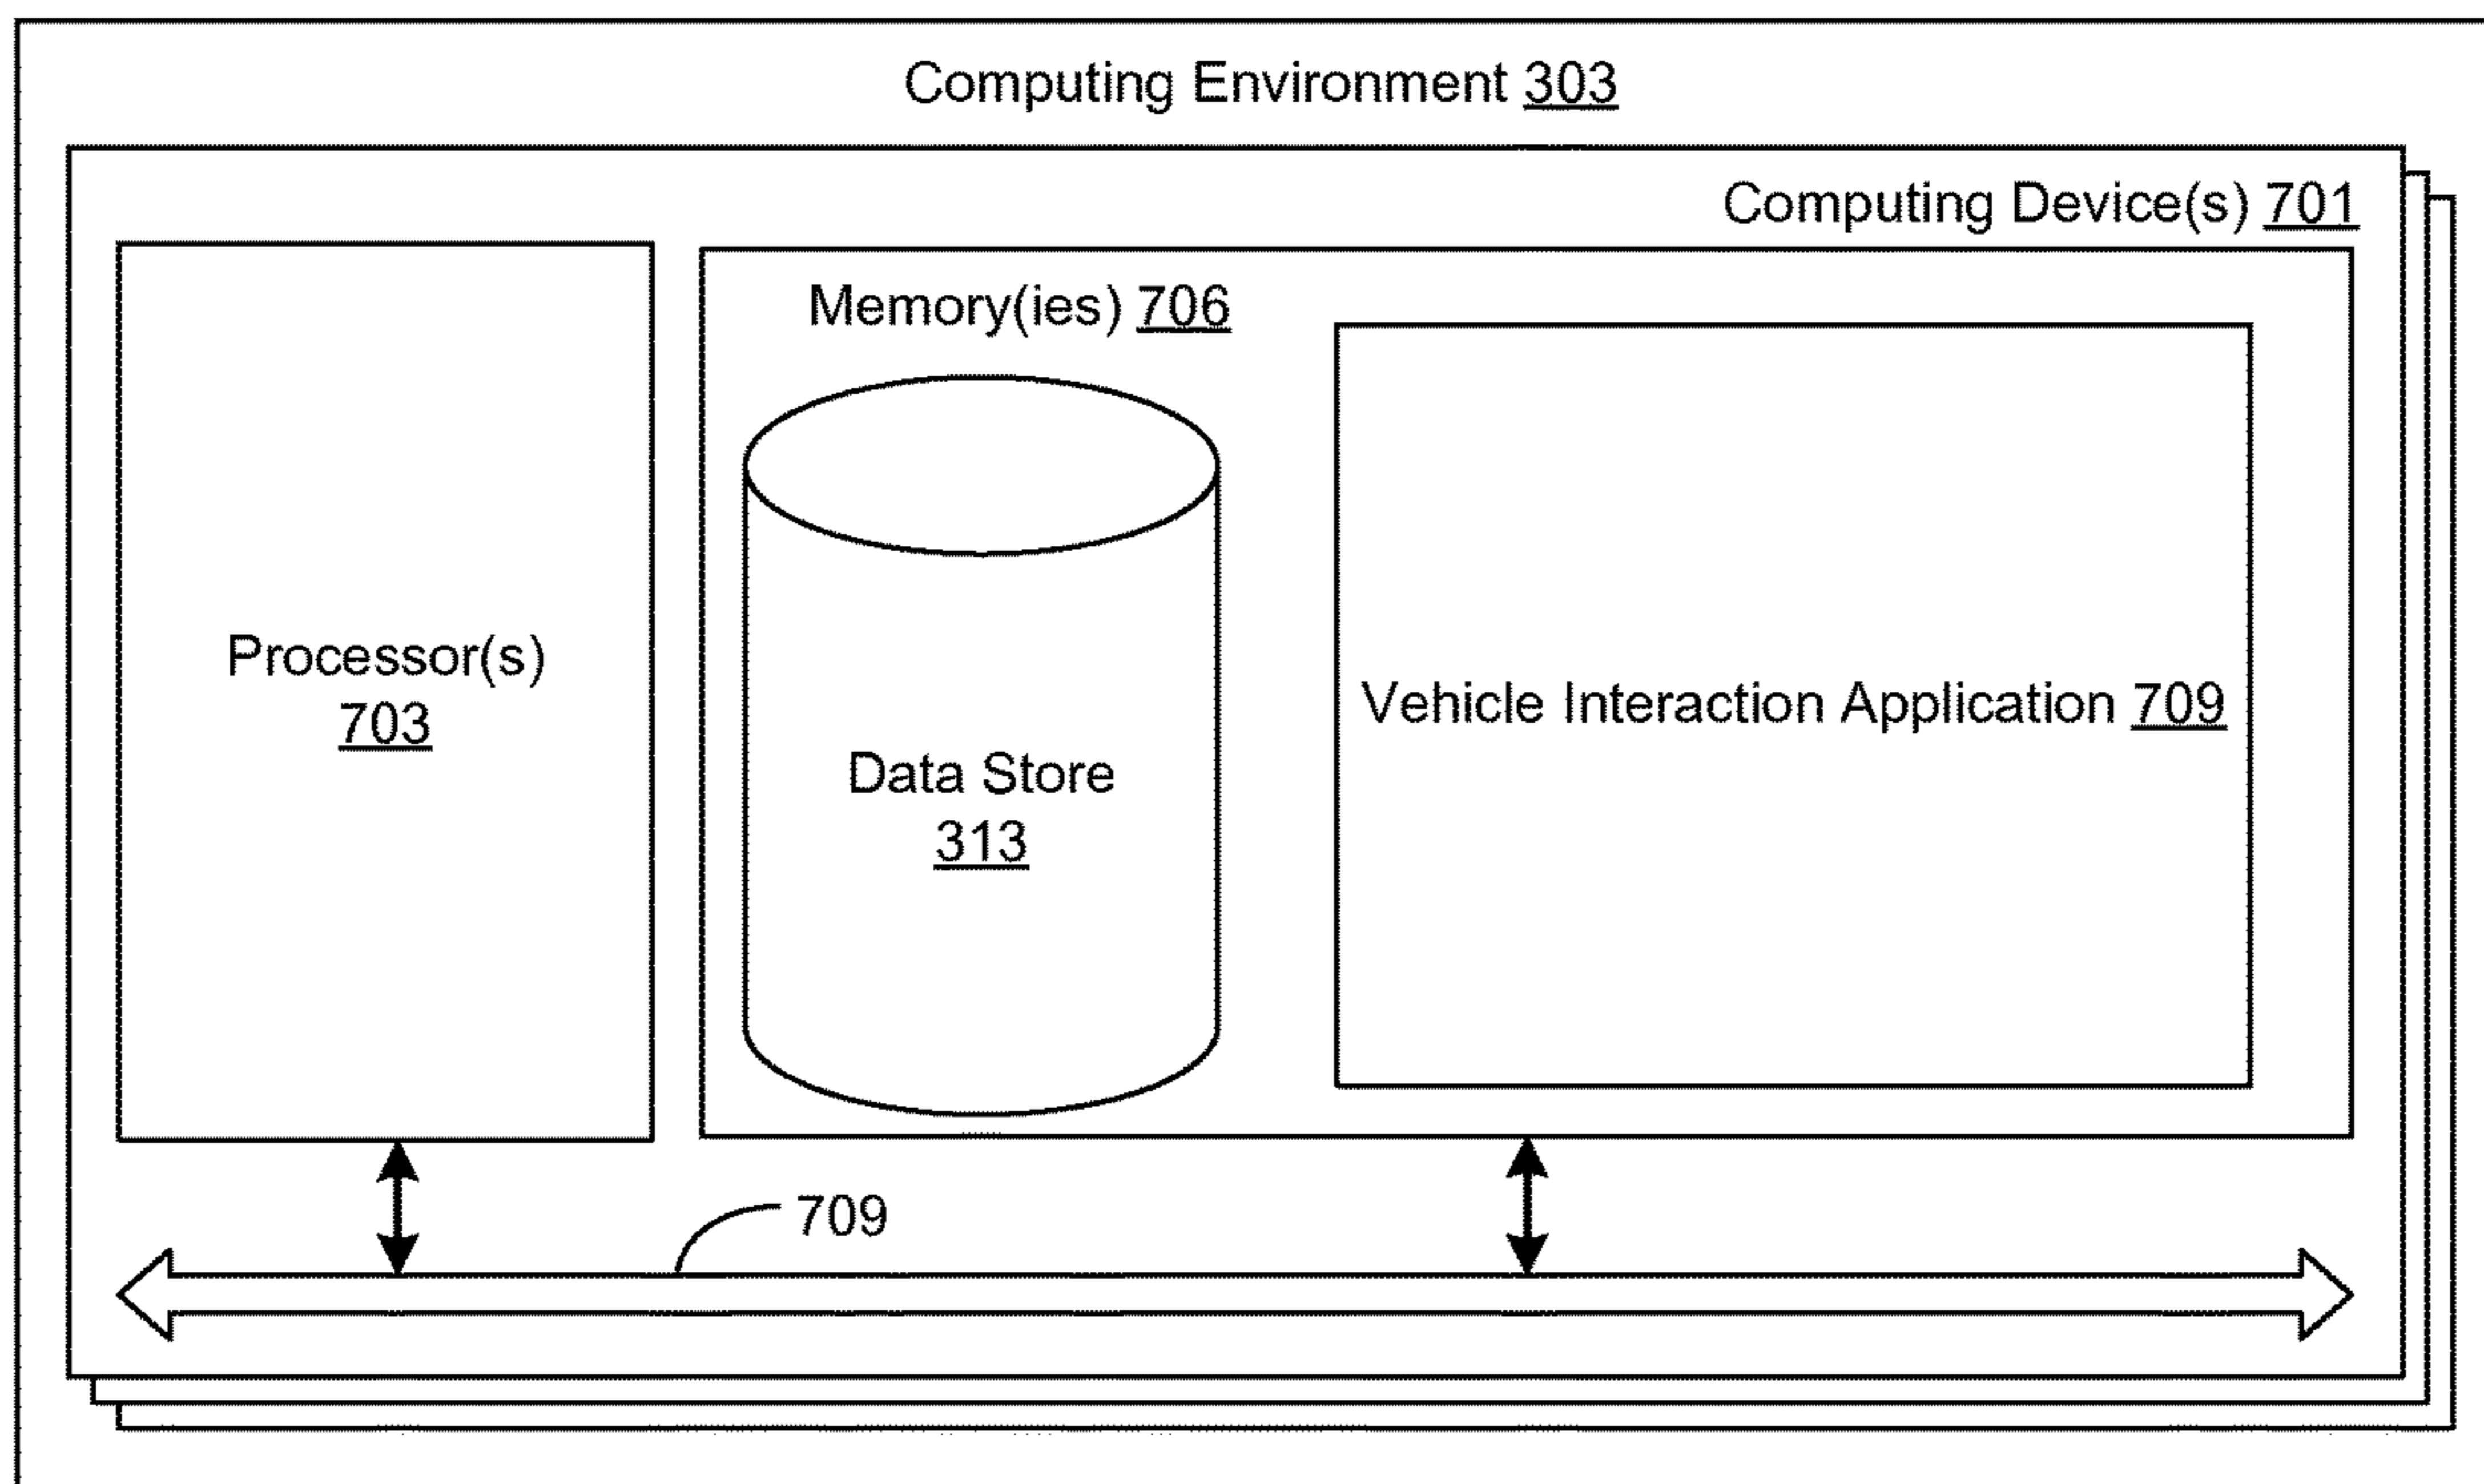 Computing Environment 303
Computing Device(s) 701
Memory(ies) 706
Processor(s)
703
Data Store
313
Vehicle Interaction Application 709
709